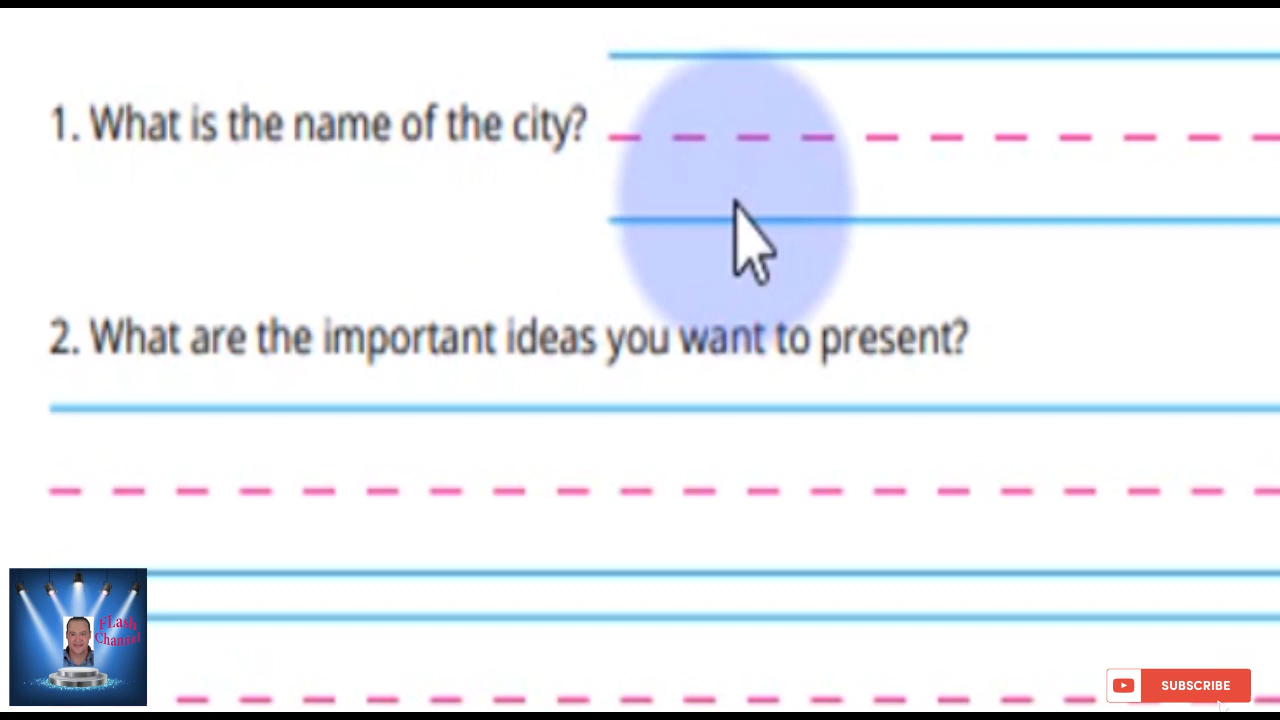 1. What is the name of the city?
2. What are the important ideas you want to present?
FLash
Channel
SUBSCRIBE